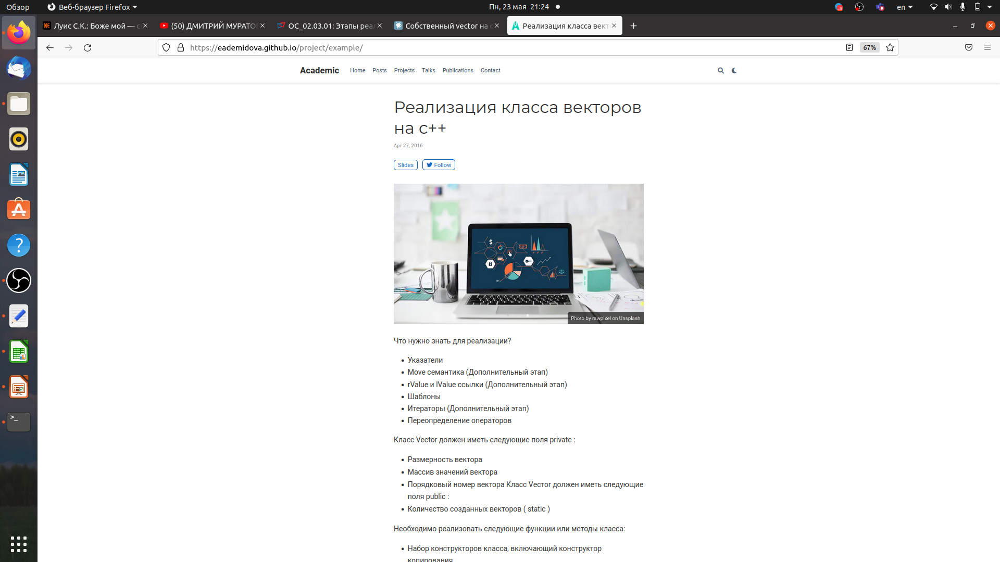 Обзор
Веб-браузер Firefox
Пн, 23 мая 21:24
en
Луис С.К.: Боже мой — с
(50) ДМИТРИЙ МУРАТОВ
ОС_02.03.01: Этапы реал
Собственный vector на с
Реализация класса вект
https://eademidova.github.io/project/example/
67%
Academic
Home
Posts
Projects
Talks
Publications
Contact
Реализация класса векторов
на с++
Apr 27, 2016
Slides
Follow
Photo by rawpixel on Unsplash
Что нужно знать для реализации?
Указатели
Move семантика (Дополнительный этап)
rValue и lValue ссылки (Дополнительный этап)
Шаблоны
Итераторы (Дополнительный этап)
Переопределение операторов
Класс Vector должен иметь следующие поля private :
Размерность вектора
Массив значений вектора
Порядковый номер вектора Класс Vector должен иметь следующие
поля public :
Количество созданных векторов ( static )
Необходимо реализовать следующие функции или методы класса:
Набор конструкторов класса, включающий конструктор
копирования